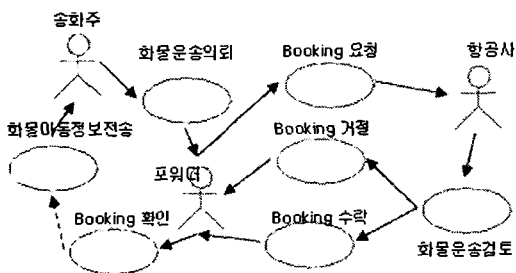 송화주
화물운송의뢰
Booking 요청
항공사
화물이동정보전송
포워더
Booking 거절
Booking 확인
Booking 수락
화물운송검토